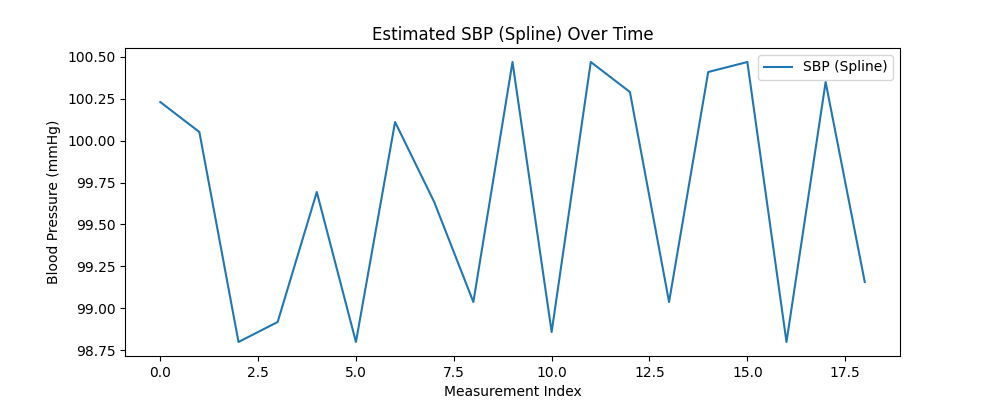 Estimated SBP (Spline) Over Time
SBP (Spline)
Blood Pressure (mmHg)
100.50
100.25
100.00
99.75
99.50
99.25
99.00
98.75
0.0 2.5 5.0 7.5 10.0 12.5 15.0 17.5
Measurement Index